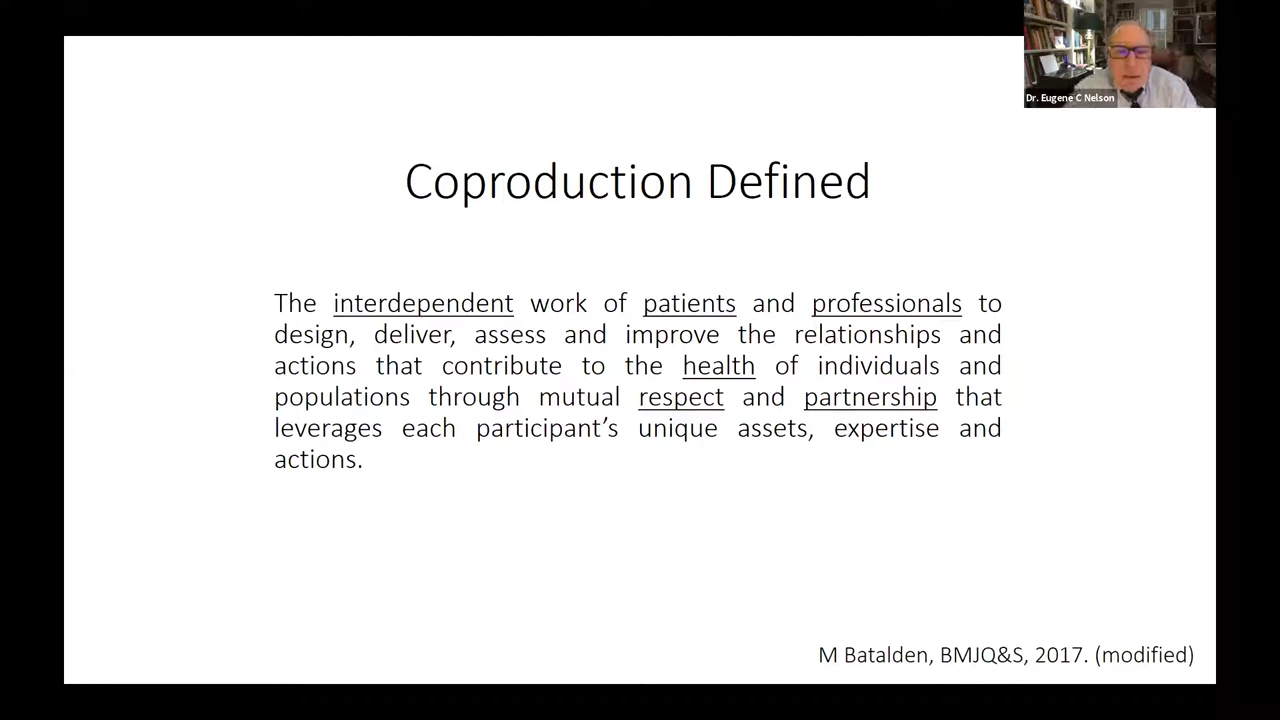 Dr. Eugene C Nelson
Coproduction Defined
The interdependent work of patients and professionals to
design, deliver, assess and improve the relationships and
actions that contribute to the health of individuals and
populations through mutual respect and partnership that
leverages each participant’s unique assets, expertise and
actions.
M Batalden, BMJQ&S, 2017. (modified)